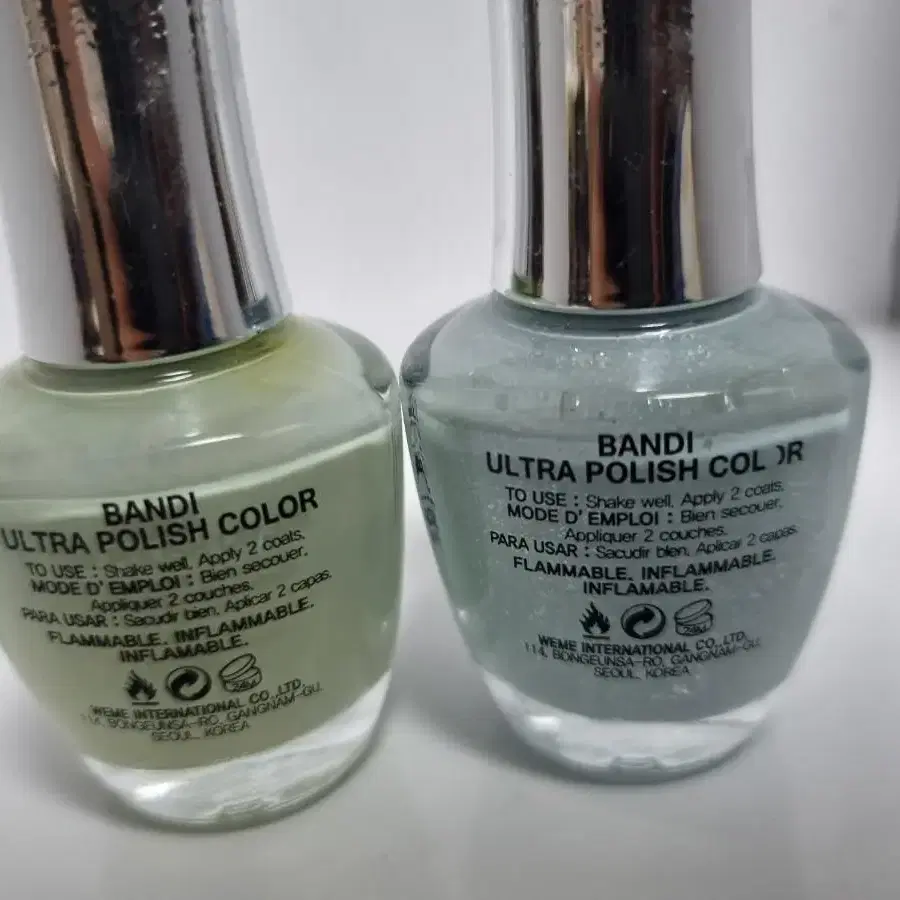 BANDI
ULTRA POLISH COLOR
TO USE : Shake well, Apply 2 coats.
MODE D' EMPLOI : Bien secouer,
Appliquer 2 couches.
PARA USAR : Sacudir bien, Aplicar 2 capas.
FLAMMABLE. INFLAMMABLE.
INFLAMABLE.
24M
WEME INTERNATIONAL CO.,LTD.
114, BONGEUNSA-RO, GANGNAM-GU,
SEOUL, KOREA
BANDI
ULTRA POLISH COL OR
TO USE : Shake well, Apply 2 coats.
MODE D' EMPLOI : Bien secouer,
Appliquer 2 couches.
PARA USAR : Sacudir bien, Aplicar 2 capas.
FLAMMABLE. INFLAMMABLE.
INFLAMABLE.
24M
WEME INTERNATIONAL CO.,LTD.
114, BONGEUNSA-RO, GANGNAM-GU,
SEOUL, KOREA